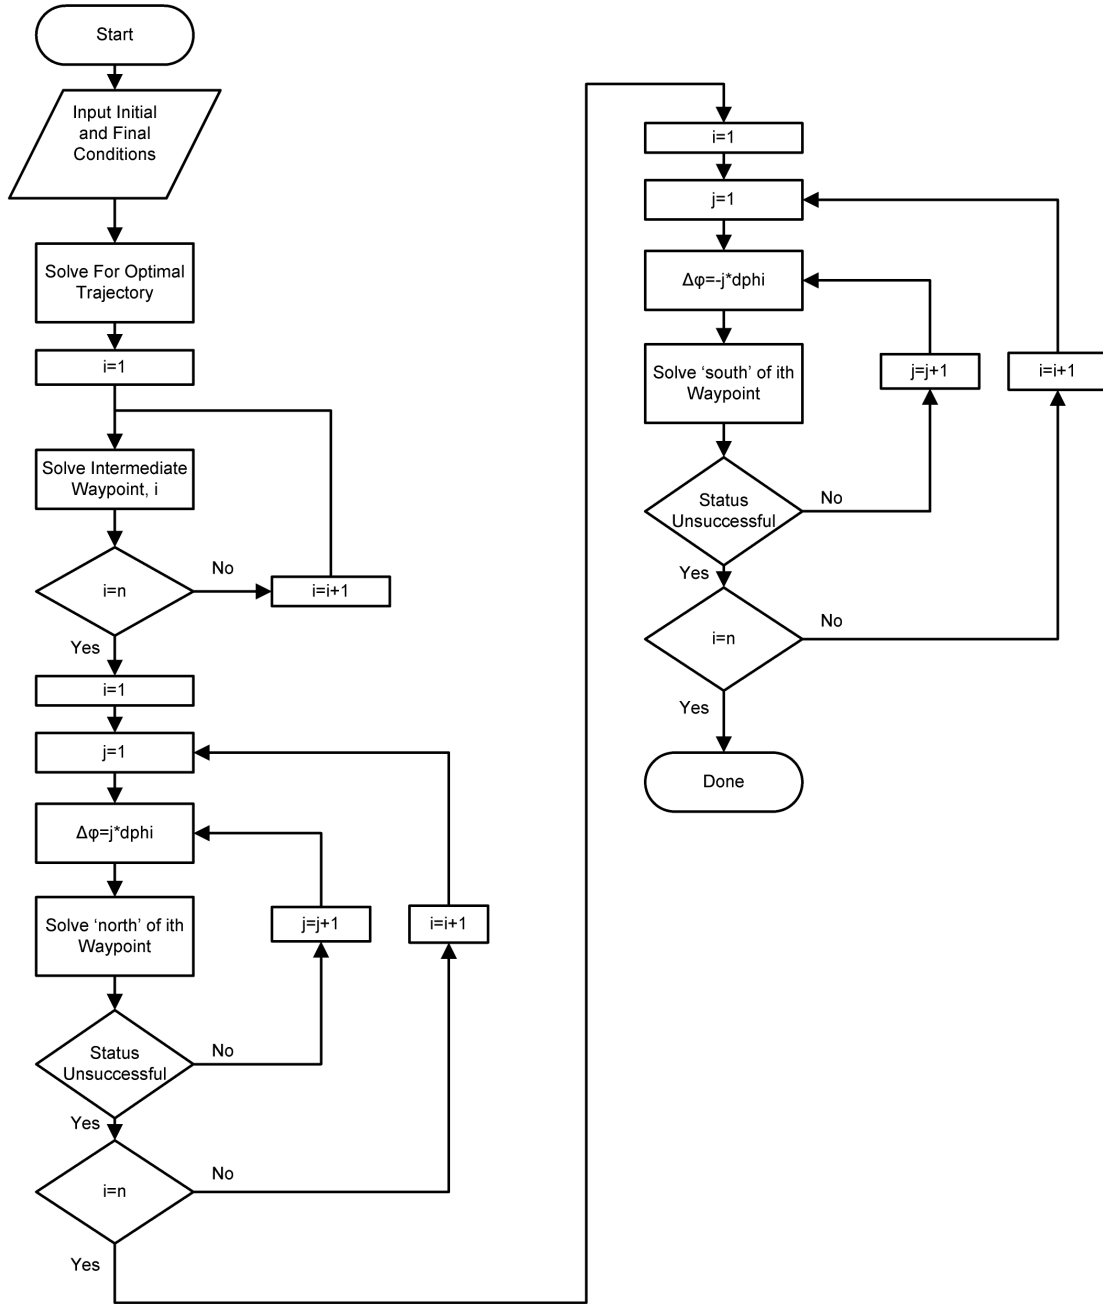 Start
Input Initial
and Final
Conditions
Solve For Optimal
Trajectory
i=1
Solve Intermediate
Waypoint, i
i=n
No
i=i+1
Yes
i=1
j=1
Δφ=j*dphi
Solve ‘north’ of ith
Waypoint
j=j+1
i=i+1
Status
Unsuccessful
No
Yes
i=n
No
Yes
i=1
j=1
Δφ=-j*dphi
Solve ‘south’ of ith
Waypoint
j=j+1
i=i+1
Status
Unsuccessful
No
Yes
i=n
No
Yes
Done